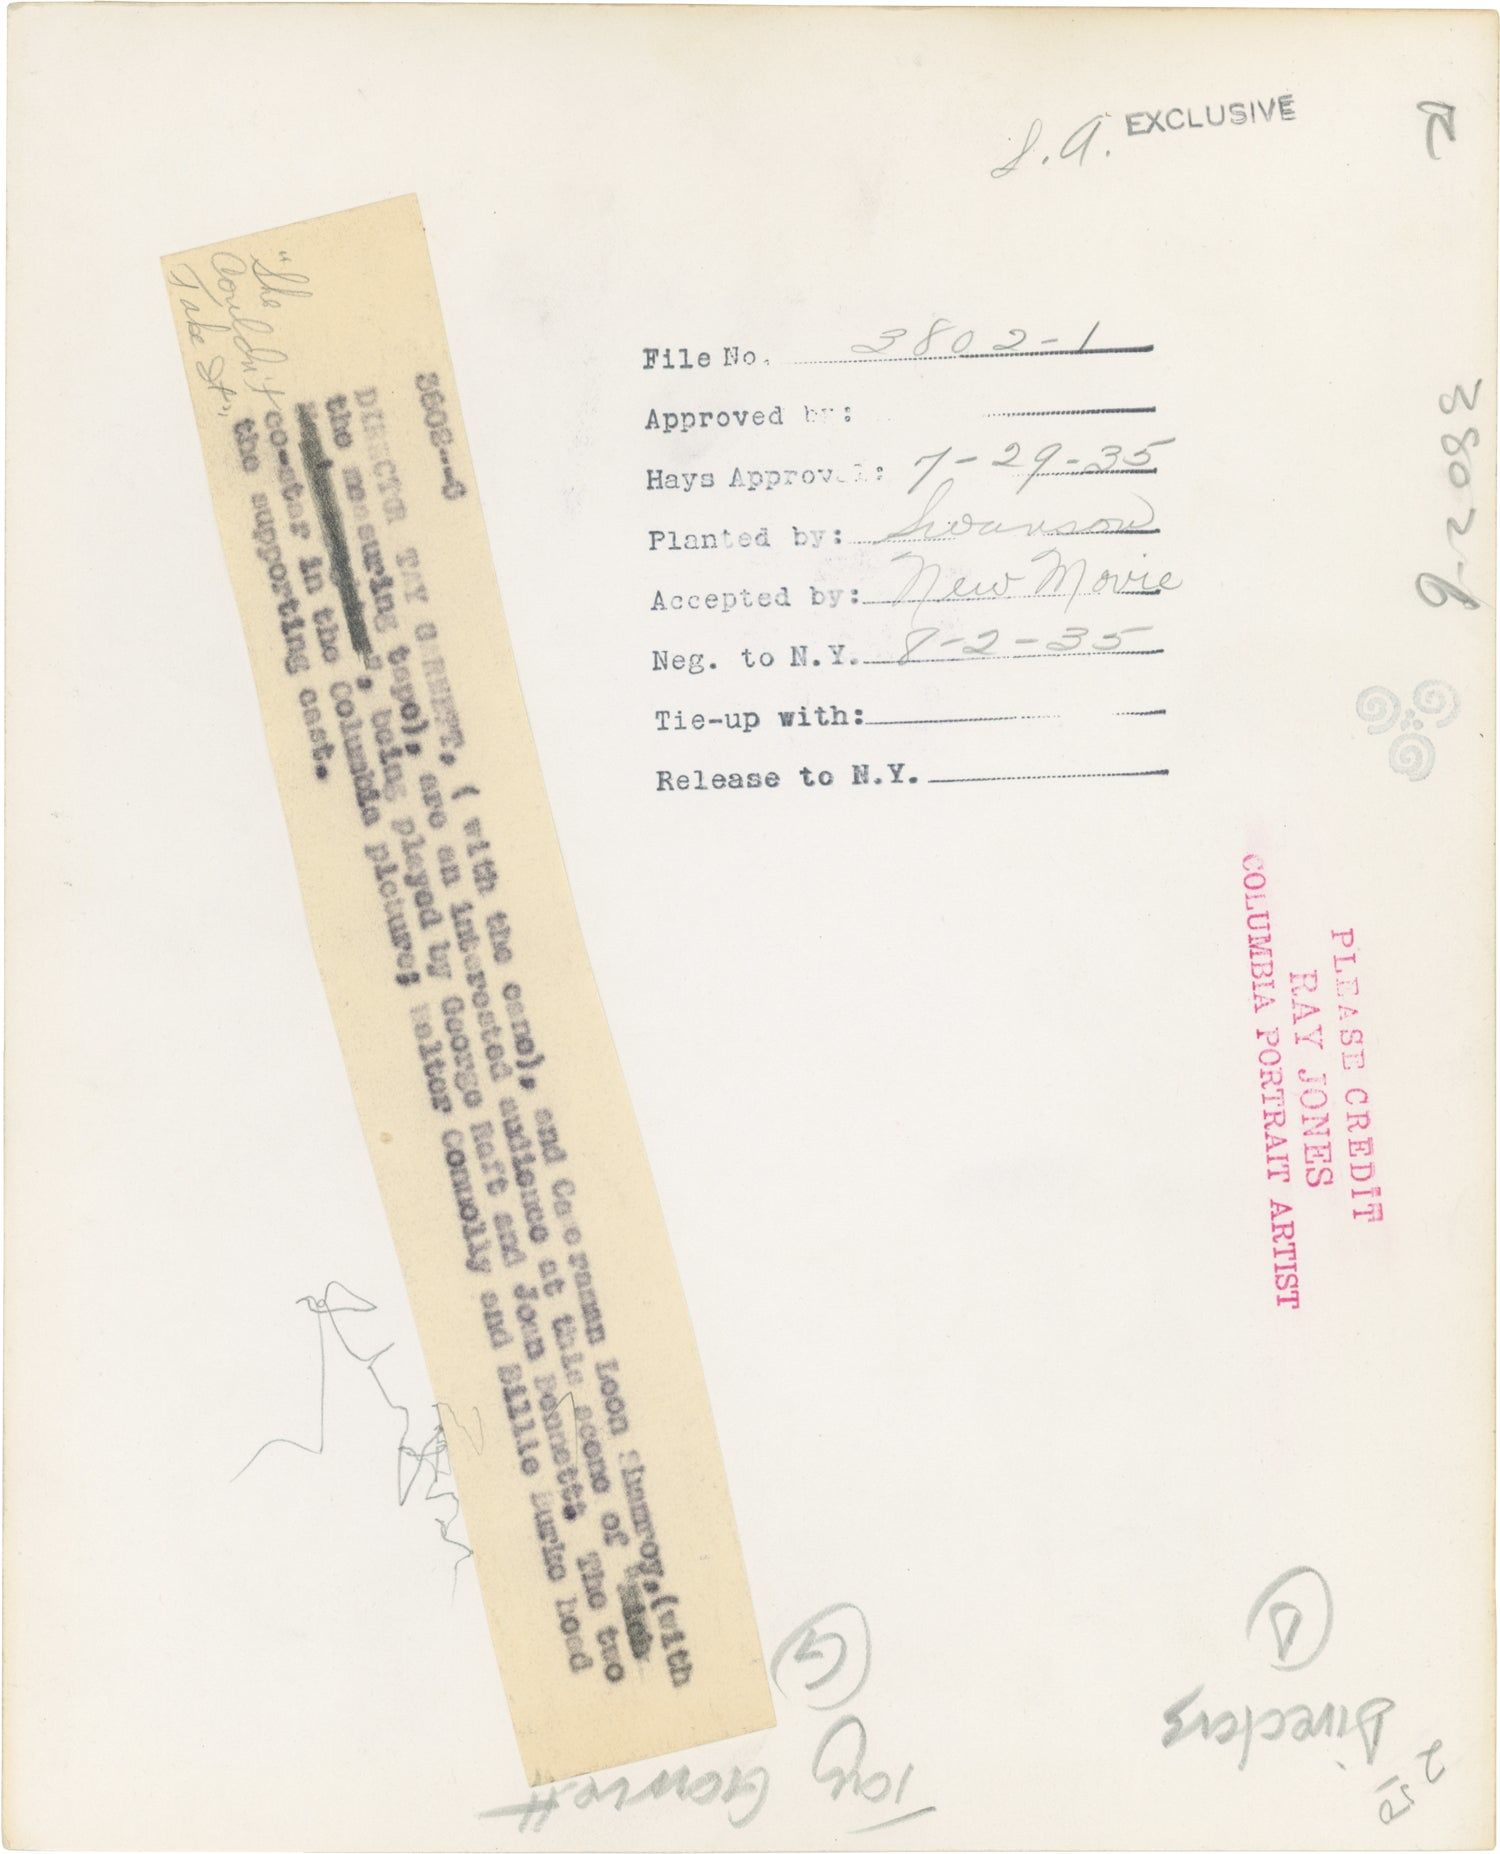 S.A. EXCLUSIVE
R
File No. 3802-1
Approved by:
Hays Approval: 7-29-35
Planted by: Swanson
Accepted by: New Movie
Neg. to N.Y. 8-2-35
Tie-up with:
Release to N.Y.
3802-6
PLEASE CREDIT
RAY JONES
COLUMBIA PORTRAIT ARTIST
DIRECTOR TAY GARNETT, ( with the cane), and Cameraman Leon Shamroy,(with
the measuring tape), are an interested audience at this scene of
"She
Couldn't
Take It",
being played by George Raft and Joan Bennett. The two
co-star in the Columbia picture; Walter Connolly and Billie Burke head
the supporting cast.
G
Tay Garnett
D
Directors